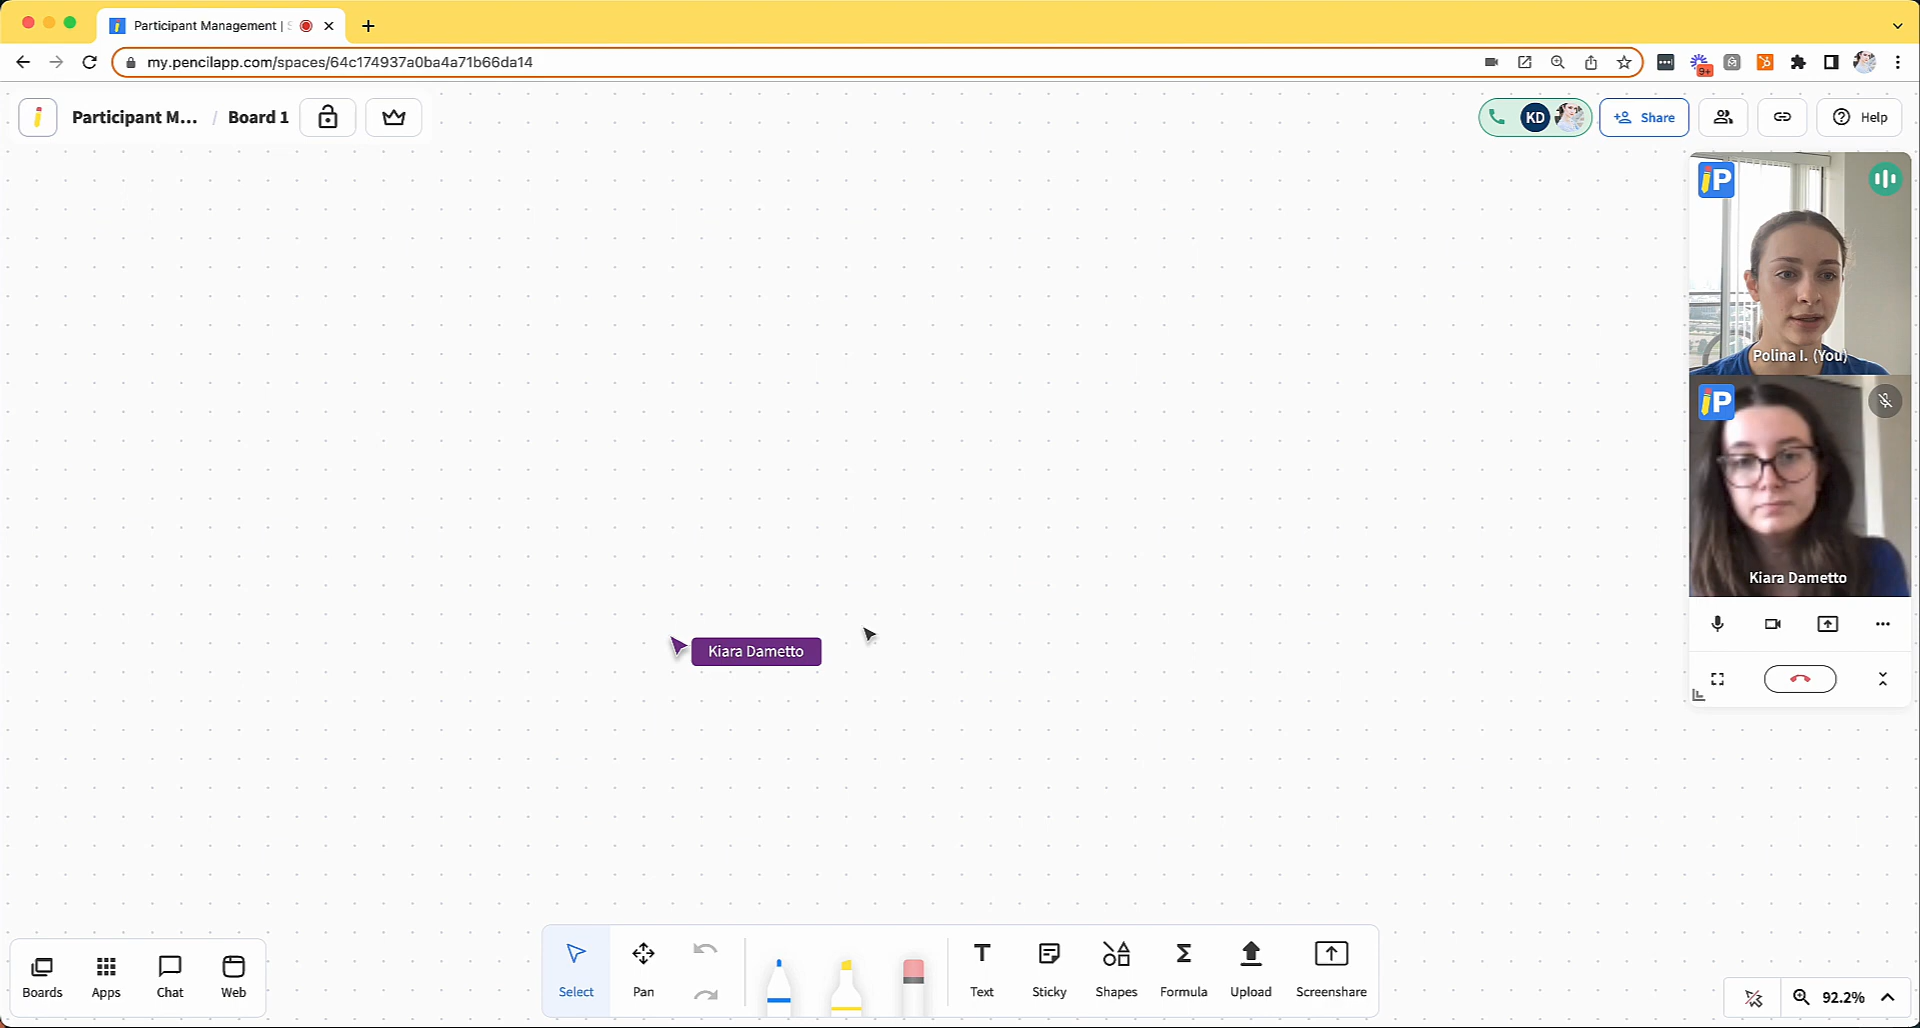 Participant Management | S
my.pencilapp.com/spaces/64c174937a0ba4a71b66da14
9+
Participant M...
/
Board 1
KD
Share
Help
P
Polina I. (You)
P
Kiara Dametto
Kiara Dametto
Boards
Apps
Chat
Web
Select
Pan
Text
Sticky
Shapes
Formula
Upload
Screenshare
92.2%